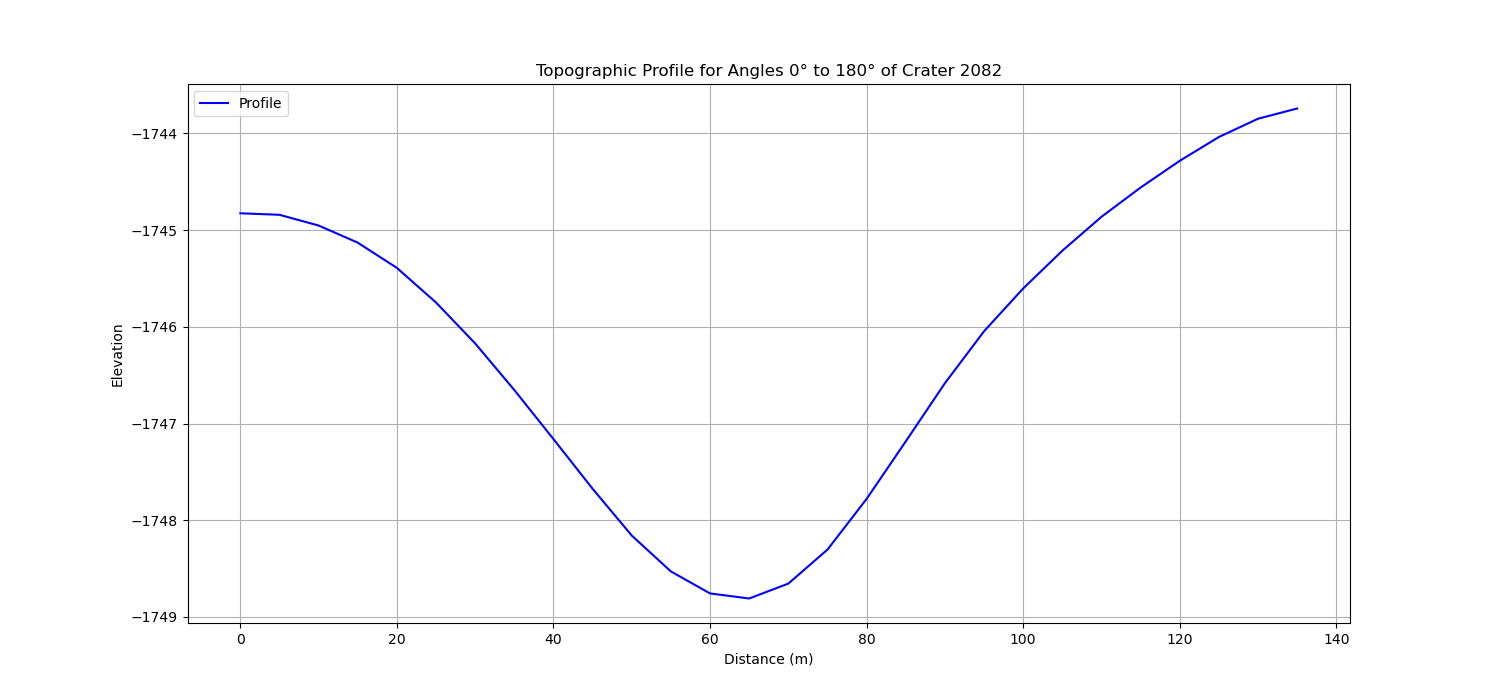 Topographic Profile for Angles 0° to 180° of Crater 2082
Profile
−1744
−1745
−1746
−1747
−1748
−1749
Elevation
0 20 40 60 80 100 120 140
Distance (m)